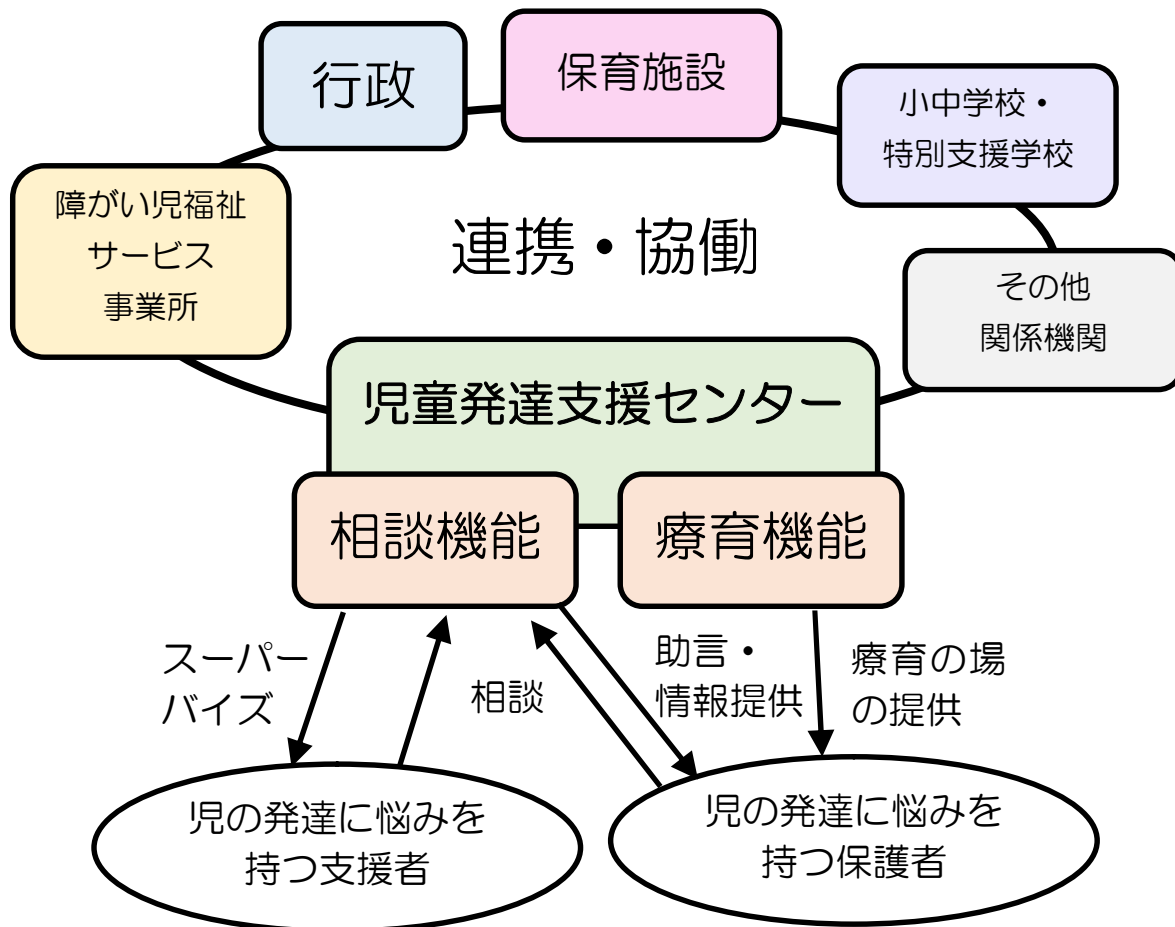 行政
保育施設
小中学校・
特別支援学校
障がい児福祉
サービス
事業所
連携・協働
その他
関係機関
児童発達支援センター
相談機能
療育機能
スーパー
バイズ
相談
助言・
情報提供
療育の場
の提供
児の発達に悩みを
持つ支援者
児の発達に悩みを
持つ保護者